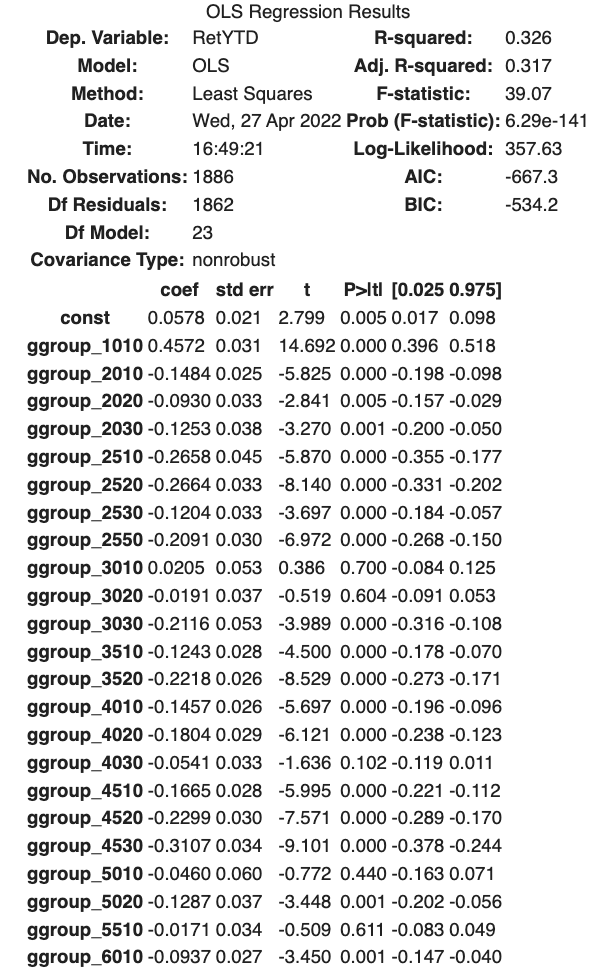 OLS Regression Results
Dep. Variable: RetYTD R-squared: 0.326
Model: OLS Adj. R-squared: 0.317
Method: Least Squares F-statistic: 39.07
Date: Wed, 27 Apr 2022 Prob (F-statistic): 6.29e-141
Time: 16:49:21 Log-Likelihood: 357.63
No. Observations: 1886 AIC: -667.3
Df Residuals: 1862 BIC: -534.2
Df Model: 23
Covariance Type: nonrobust
coef std err t P>|t| [0.025 0.975]
const 0.0578 0.021 2.799 0.005 0.017 0.098
ggroup_1010 0.4572 0.031 14.692 0.000 0.396 0.518
ggroup_2010 -0.1484 0.025 -5.825 0.000 -0.198 -0.098
ggroup_2020 -0.0930 0.033 -2.841 0.005 -0.157 -0.029
ggroup_2030 -0.1253 0.038 -3.270 0.001 -0.200 -0.050
ggroup_2510 -0.2658 0.045 -5.870 0.000 -0.355 -0.177
ggroup_2520 -0.2664 0.033 -8.140 0.000 -0.331 -0.202
ggroup_2530 -0.1204 0.033 -3.697 0.000 -0.184 -0.057
ggroup_2550 -0.2091 0.030 -6.972 0.000 -0.268 -0.150
ggroup_3010 0.0205 0.053 0.386 0.700 -0.084 0.125
ggroup_3020 -0.0191 0.037 -0.519 0.604 -0.091 0.053
ggroup_3030 -0.2116 0.053 -3.989 0.000 -0.316 -0.108
ggroup_3510 -0.1243 0.028 -4.500 0.000 -0.178 -0.070
ggroup_3520 -0.2218 0.026 -8.529 0.000 -0.273 -0.171
ggroup_4010 -0.1457 0.026 -5.697 0.000 -0.196 -0.096
ggroup_4020 -0.1804 0.029 -6.121 0.000 -0.238 -0.123
ggroup_4030 -0.0541 0.033 -1.636 0.102 -0.119 0.011
ggroup_4510 -0.1665 0.028 -5.995 0.000 -0.221 -0.112
ggroup_4520 -0.2299 0.030 -7.571 0.000 -0.289 -0.170
ggroup_4530 -0.3107 0.034 -9.101 0.000 -0.378 -0.244
ggroup_5010 -0.0460 0.060 -0.772 0.440 -0.163 0.071
ggroup_5020 -0.1287 0.037 -3.448 0.001 -0.202 -0.056
ggroup_5510 -0.0171 0.034 -0.509 0.611 -0.083 0.049
ggroup_6010 -0.0937 0.027 -3.450 0.001 -0.147 -0.040